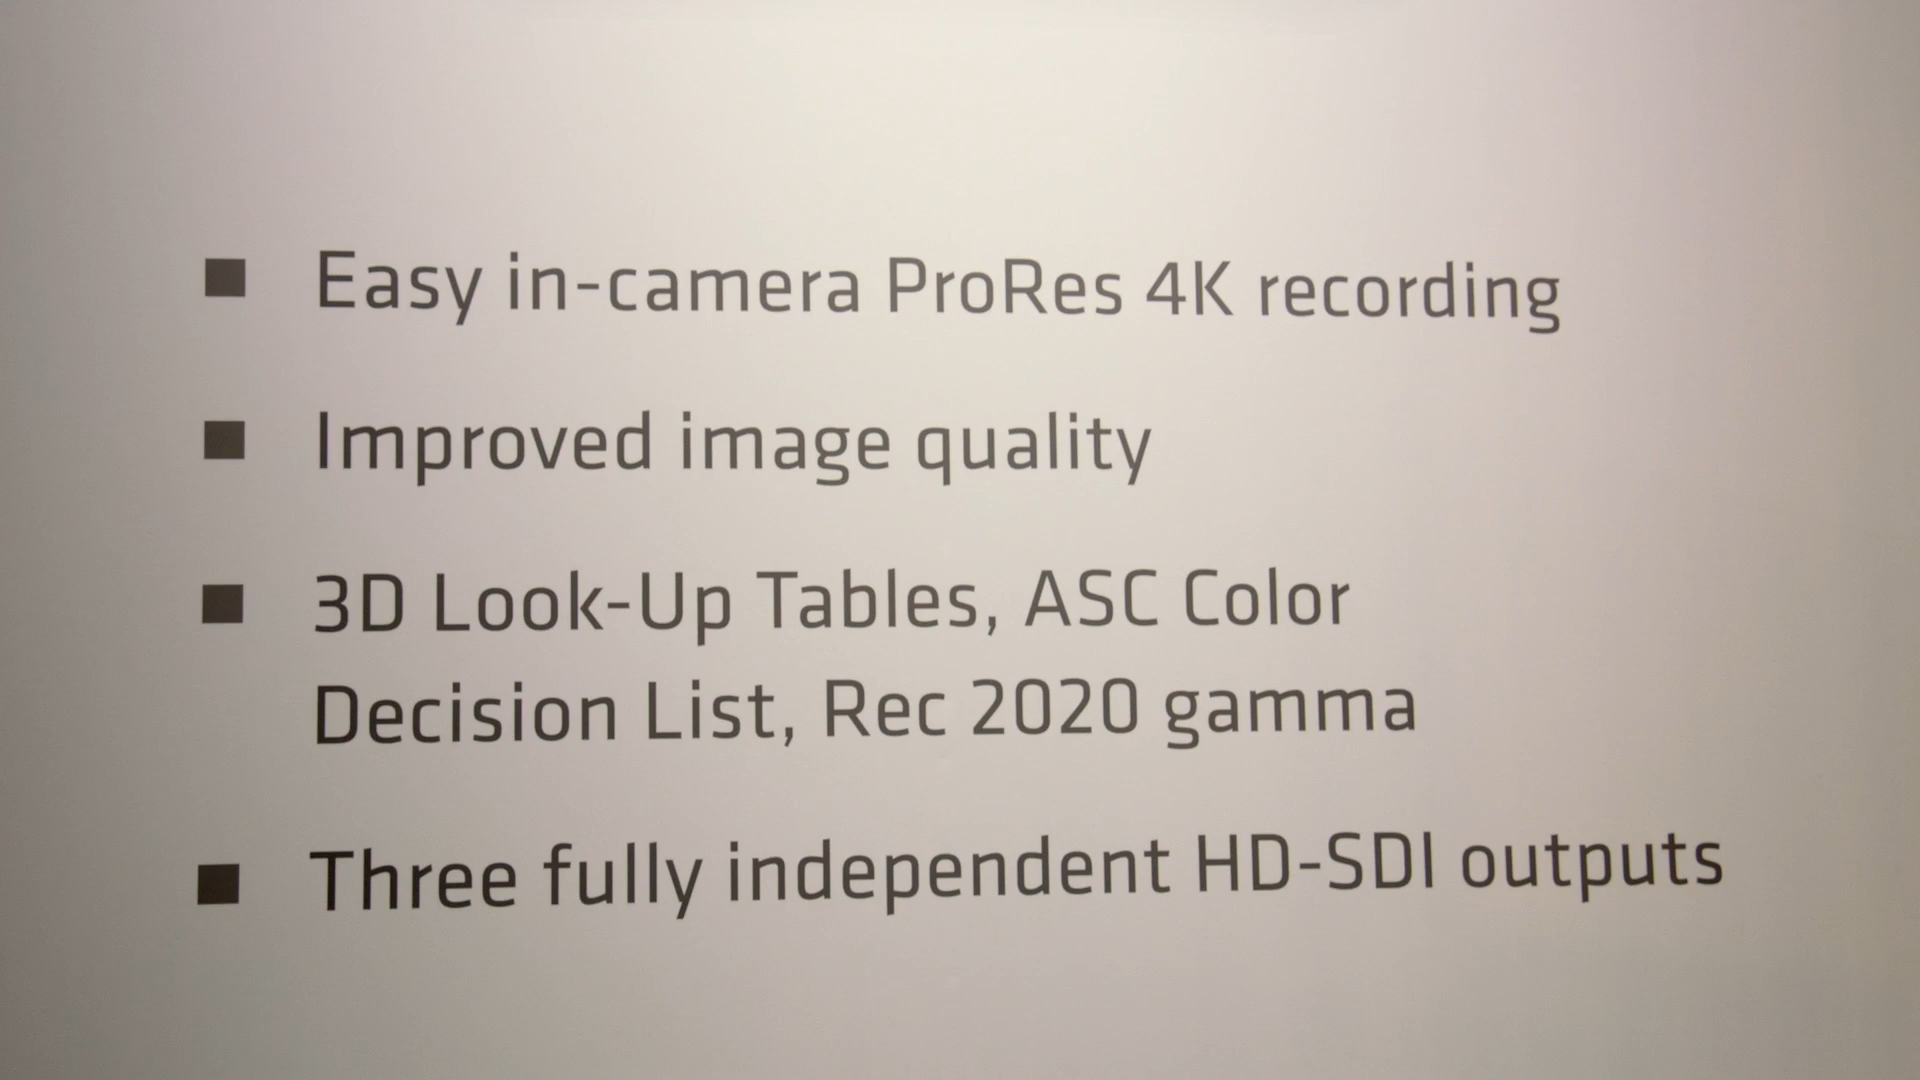 ■ Easy in-camera ProRes 4K recording
■ Improved image quality
■ 3D Look-Up Tables, ASC Color
Decision List, Rec 2020 gamma
■ Three fully independent HD-SDI outputs